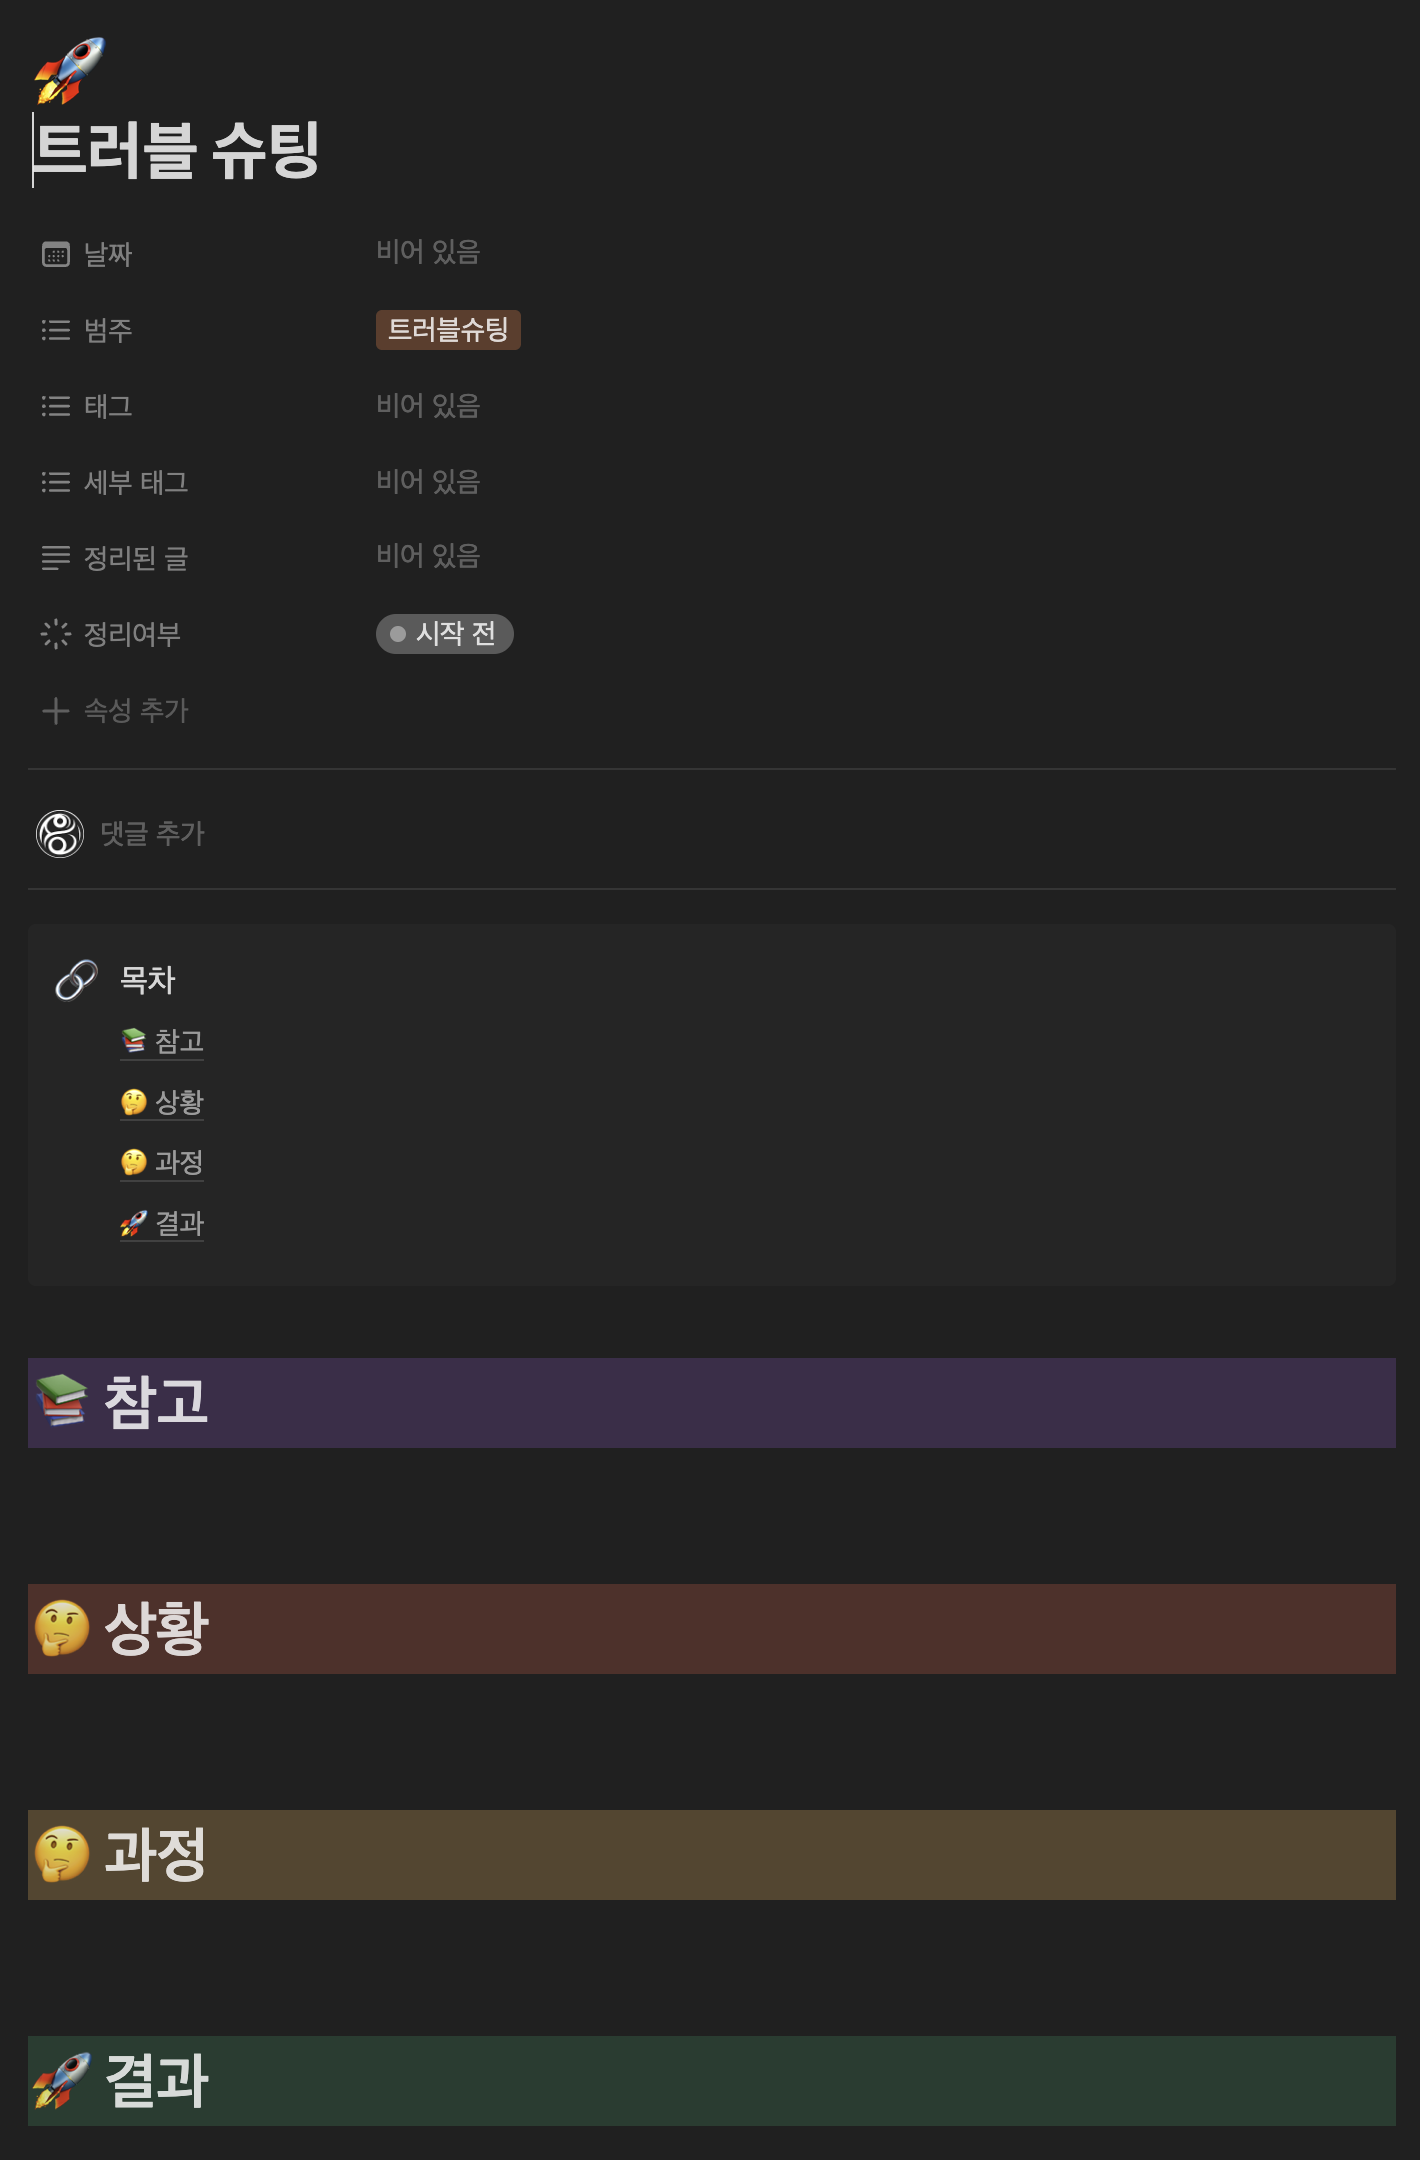 트러블 슈팅
날짜 비어 있음
범주 트러블슈팅
태그 비어 있음
세부 태그 비어 있음
정리된 글 비어 있음
정리여부 시작 전
속성 추가
댓글 추가
목차
참고
상황
과정
결과
참고
상황
과정
결과